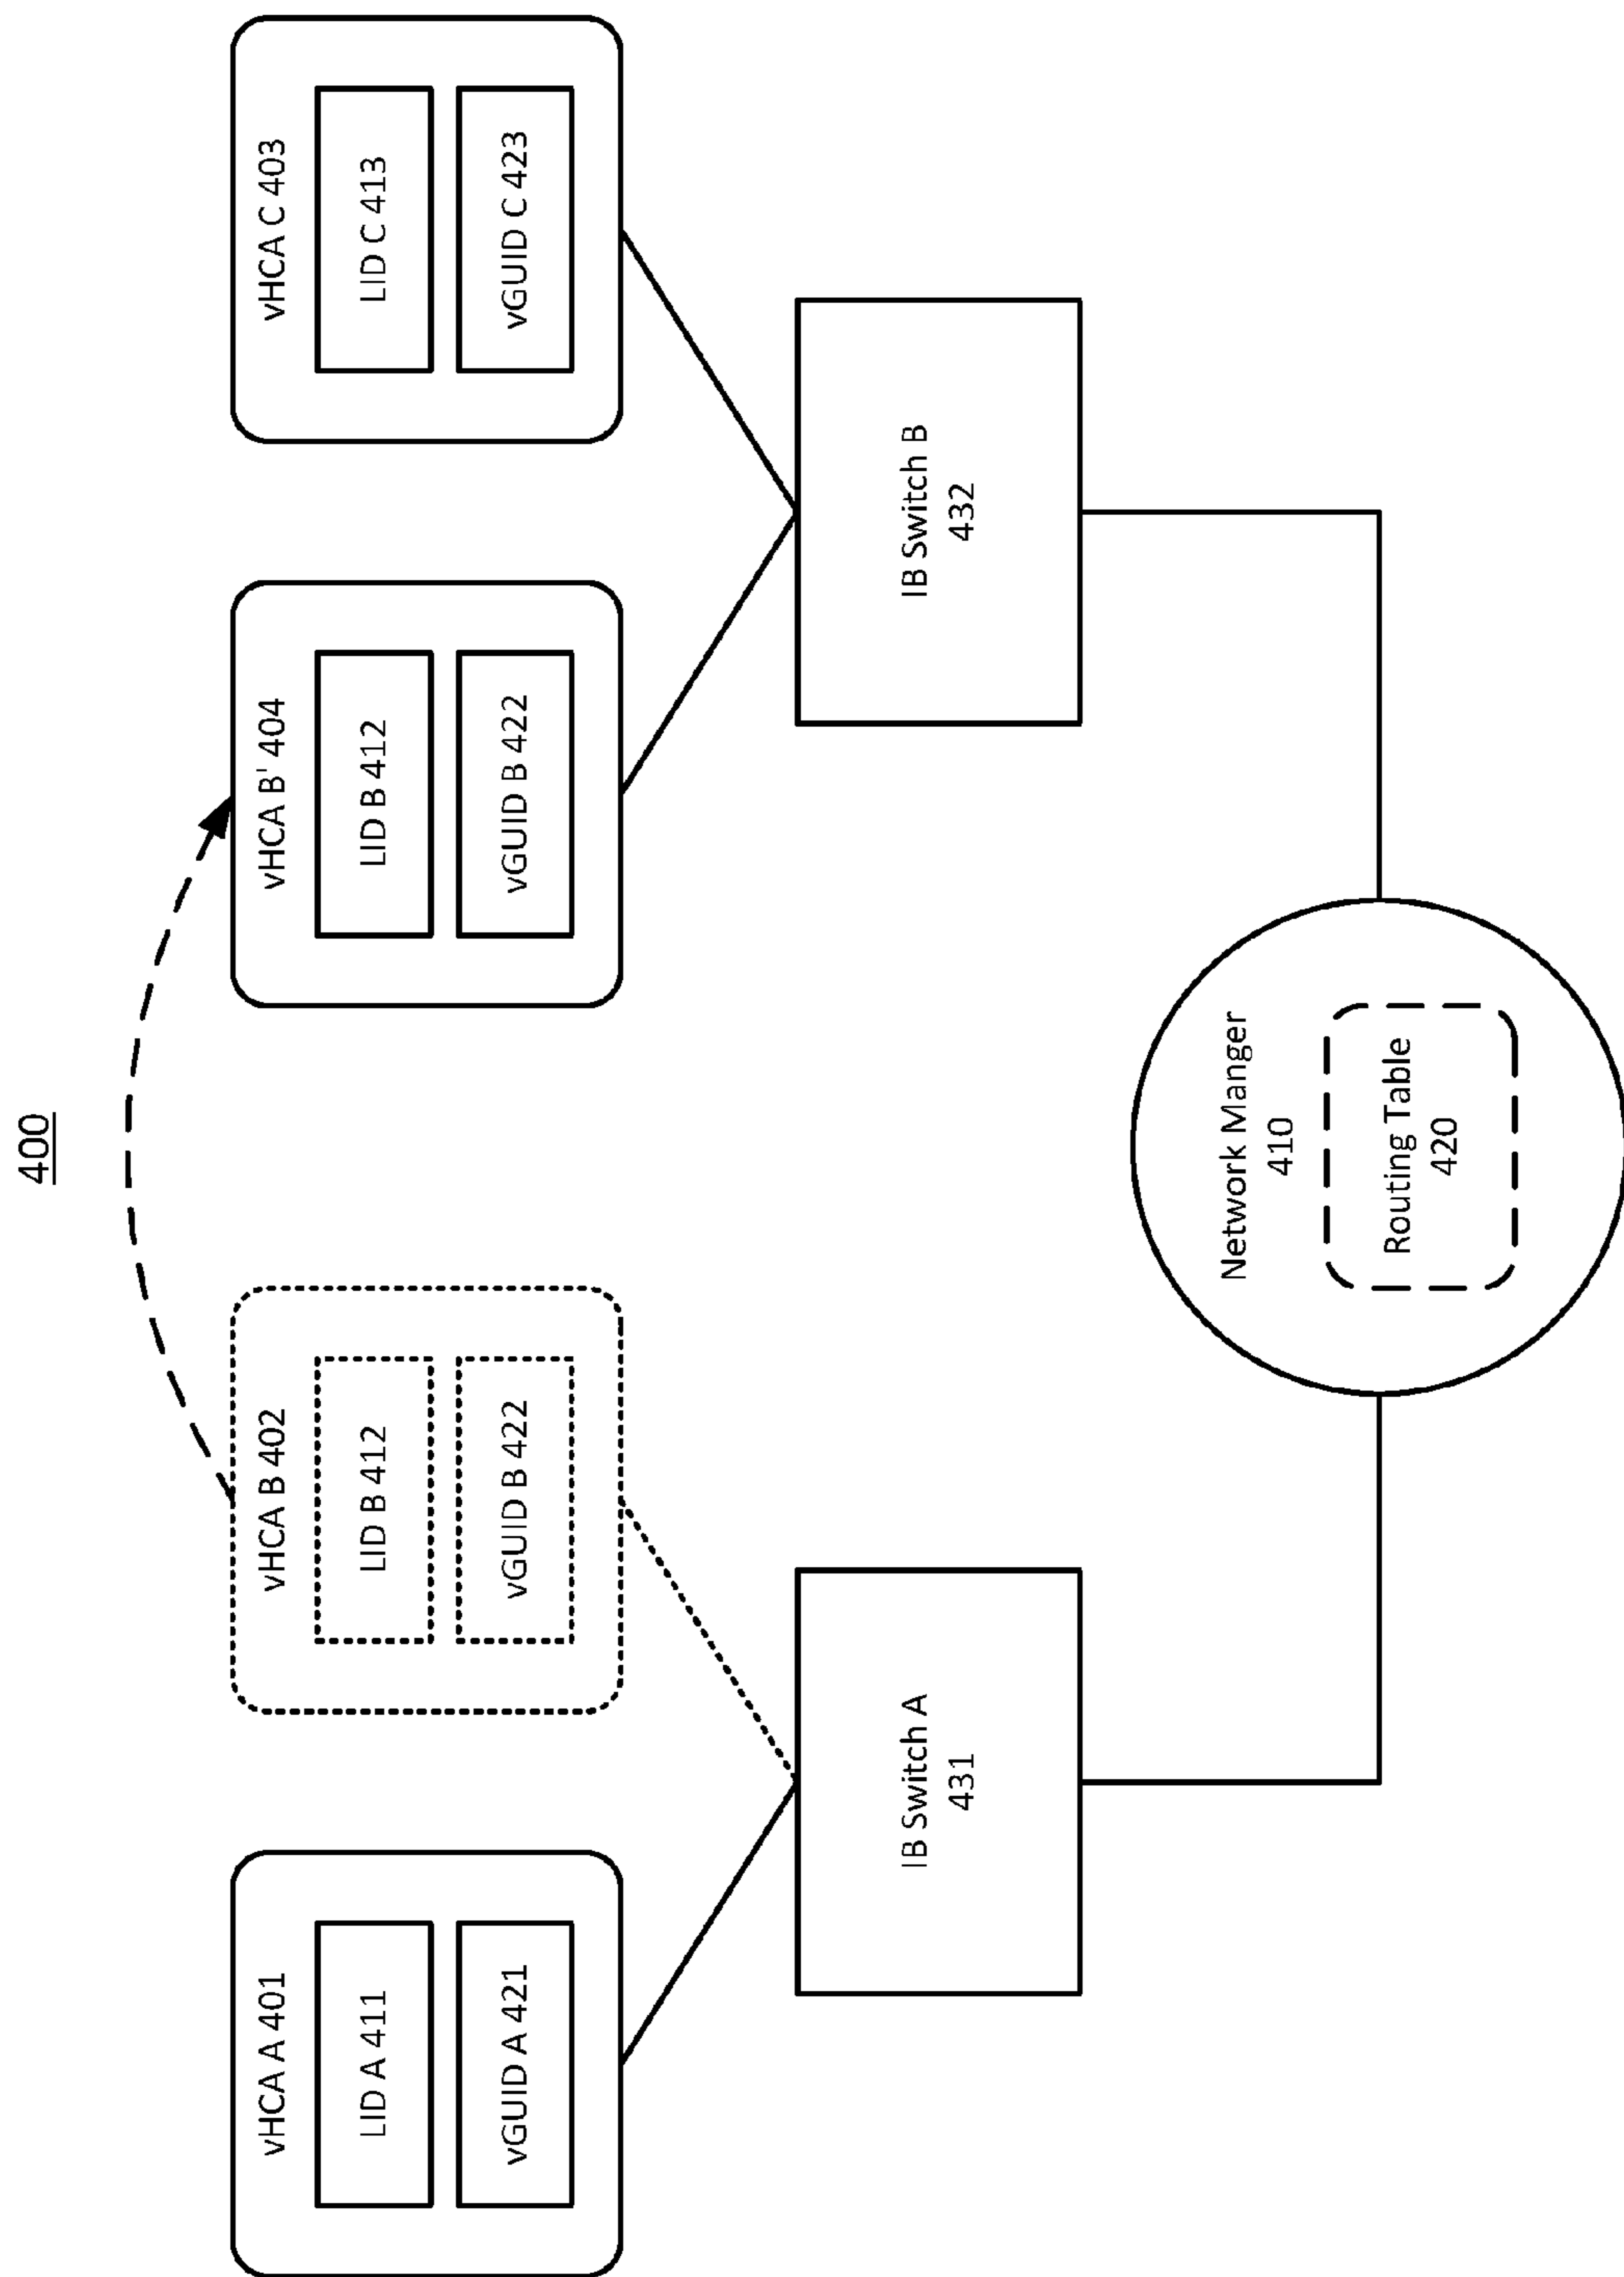 400
vHCA A 401
LID A 411
vGUID A 421
vHCA B 402
LID B 412
vGUID B 422
vHCA B' 404
LID B 412
vGUID B 422
vHCA C 403
LID C 413
vGUID C 423
IB Switch A
431
IB Switch B
432
Network Manger
410
Routing Table
420